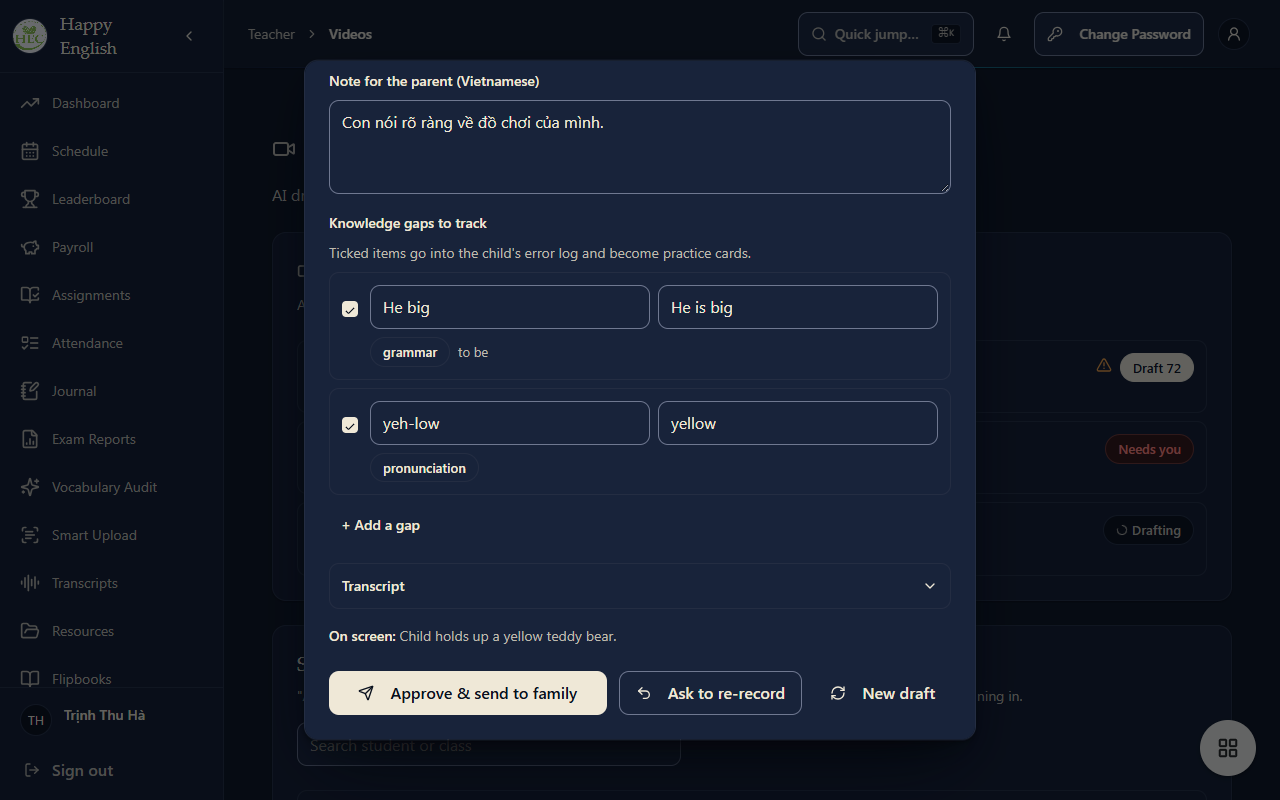 Happy
English
Teacher
Videos
Quick jump...
⌘K
Change Password
Dashboard
Schedule
Leaderboard
Payroll
Assignments
Attendance
Journal
Exam Reports
Vocabulary Audit
Smart Upload
Transcripts
Resources
Flipbooks
TH
Trịnh Thu Hà
Sign out
Note for the parent (Vietnamese)
Con nói rõ ràng về đồ chơi của mình.
Knowledge gaps to track
Ticked items go into the child's error log and become practice cards.
He big
He is big
grammar
to be
yeh-low
yellow
pronunciation
+ Add a gap
Transcript
On screen: Child holds up a yellow teddy bear.
Approve & send to family
Ask to re-record
New draft
Draft 72
Needs you
Drafting
ning in.
Search student or class